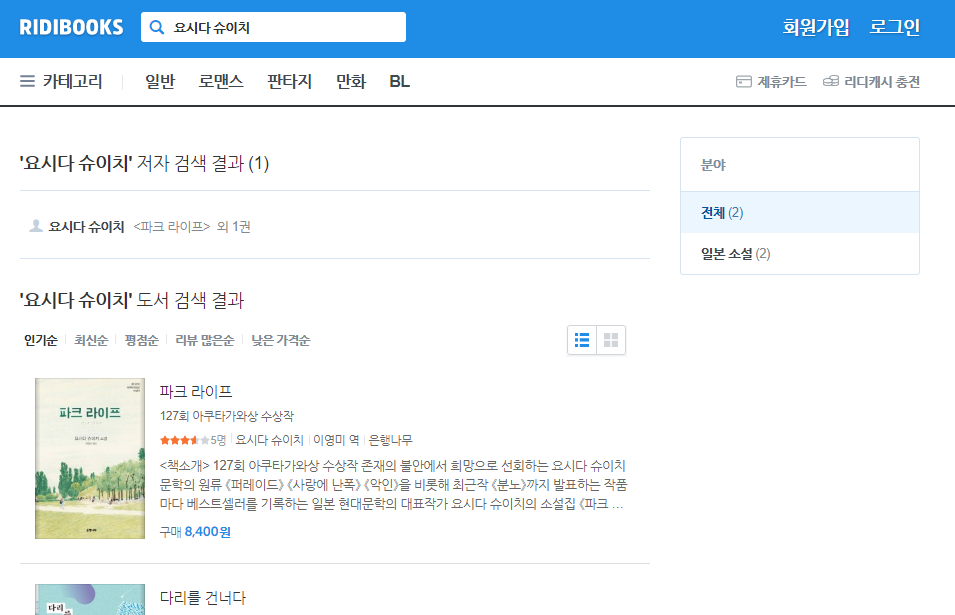 RIDIBOOKS 요시다 슈이치 회원가입 로그인
카테고리 일반 로맨스 판타지 만화 BL 제휴카드 리디캐시 충전
'요시다 슈이치' 저자 검색 결과 (1)
요시다 슈이치 <파크 라이프> 외 1권
분야
전체 (2)
일본 소설 (2)
'요시다 슈이치' 도서 검색 결과
인기순 최신순 평점순 리뷰 많은순 낮은 가격순
파크 라이프
요시다 슈이치 소설
파크 라이프
127회 아쿠타가와상 수상작
5명 요시다 슈이치 이영미 역 은행나무
<책소개> 127회 아쿠타가와상 수상작 존재의 불안에서 희망으로 선회하는 요시다 슈이치
문학의 원류 《퍼레이드》 《사랑에 난폭》 《악인》을 비롯해 최근작 《분노》까지 발표하는 작품
마다 베스트셀러를 기록하는 일본 현대문학의 대표작가 요시다 슈이치의 소설집 《파크 ...
구매 8,400원
다리
를
다리를 건너다